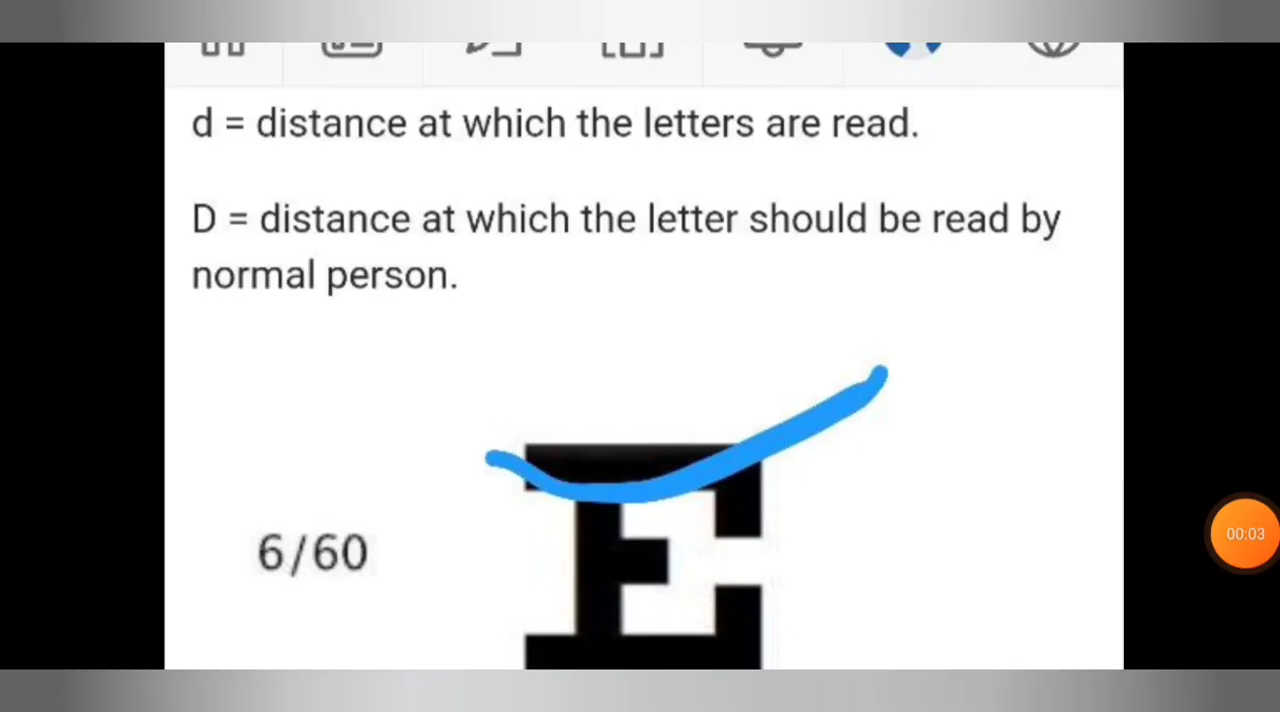 d = distance at which the letters are read.
D = distance at which the letter should be read by
normal person.
6/60
E
00:03